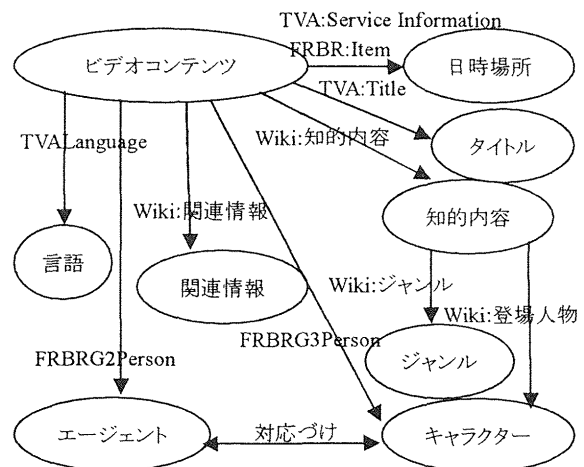 TVA:Service Information
FRBR:Item
ビデオコンテンツ
日時場所
TVA:Title
TVALanguage
Wiki:知的内容
タイトル
Wiki:関連情報
知的内容
言語
関連情報
Wiki:ジャンル
Wiki:登場人物
FRBRG2Person
FRBRG3Person
ジャンル
エージェント
対応づけ
キャラクター